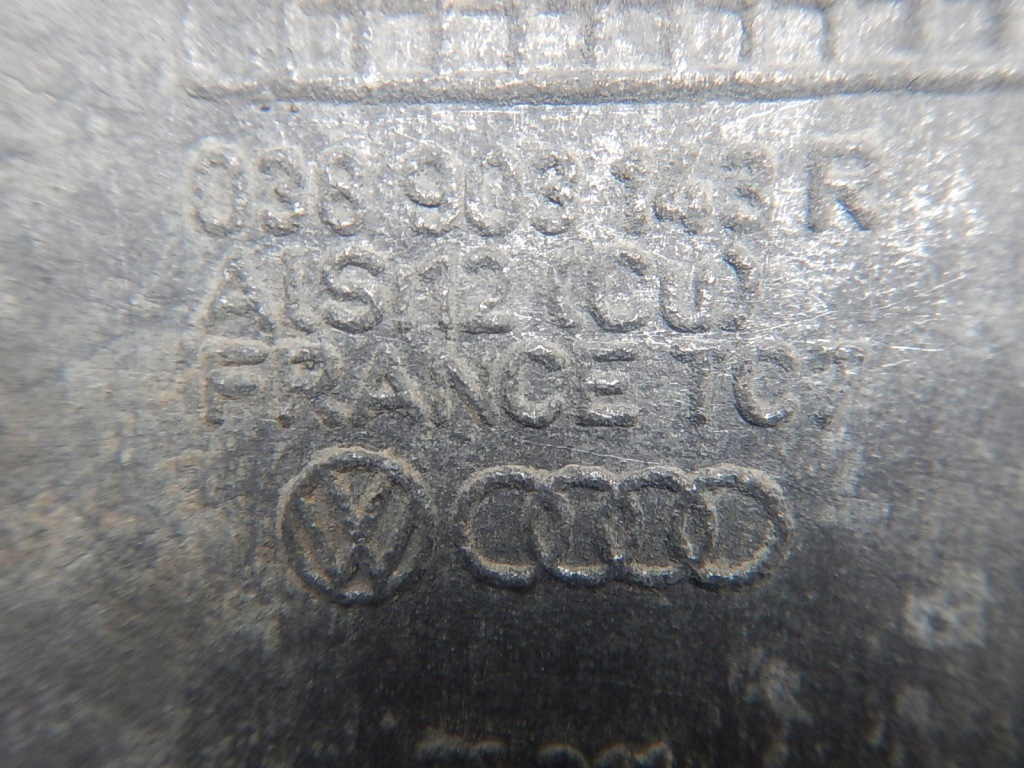 038 903 143 R
AlSi12 (Cu)
FRANCE TC7